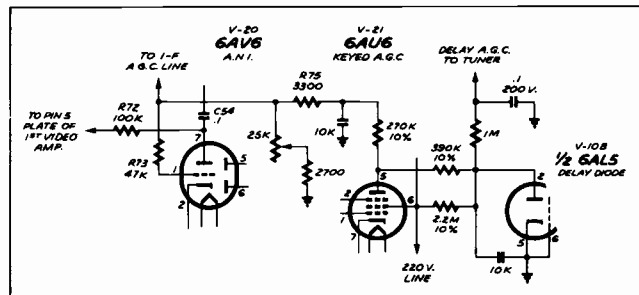 V-20
6AV6
A.N.I.
V-21
6AU6
KEYED A.G.C
TO I-F
A.G.C. LINE
DELAY A.G.C.
TO TUNER
R75
3300
C54
.1
.1
200 V.
TO PIN 5
PLATE OF
1ST VIDEO
AMP.
R72
100K
R73
47K
7
5
6
1
2
25K
10K
2700
270K
10%
390K
10%
1M
V-10B
½ 6AL5
DELAY DIODE
5
2
1
7
6
2.2M
10%
2
5
6
220 V.
LINE
10K